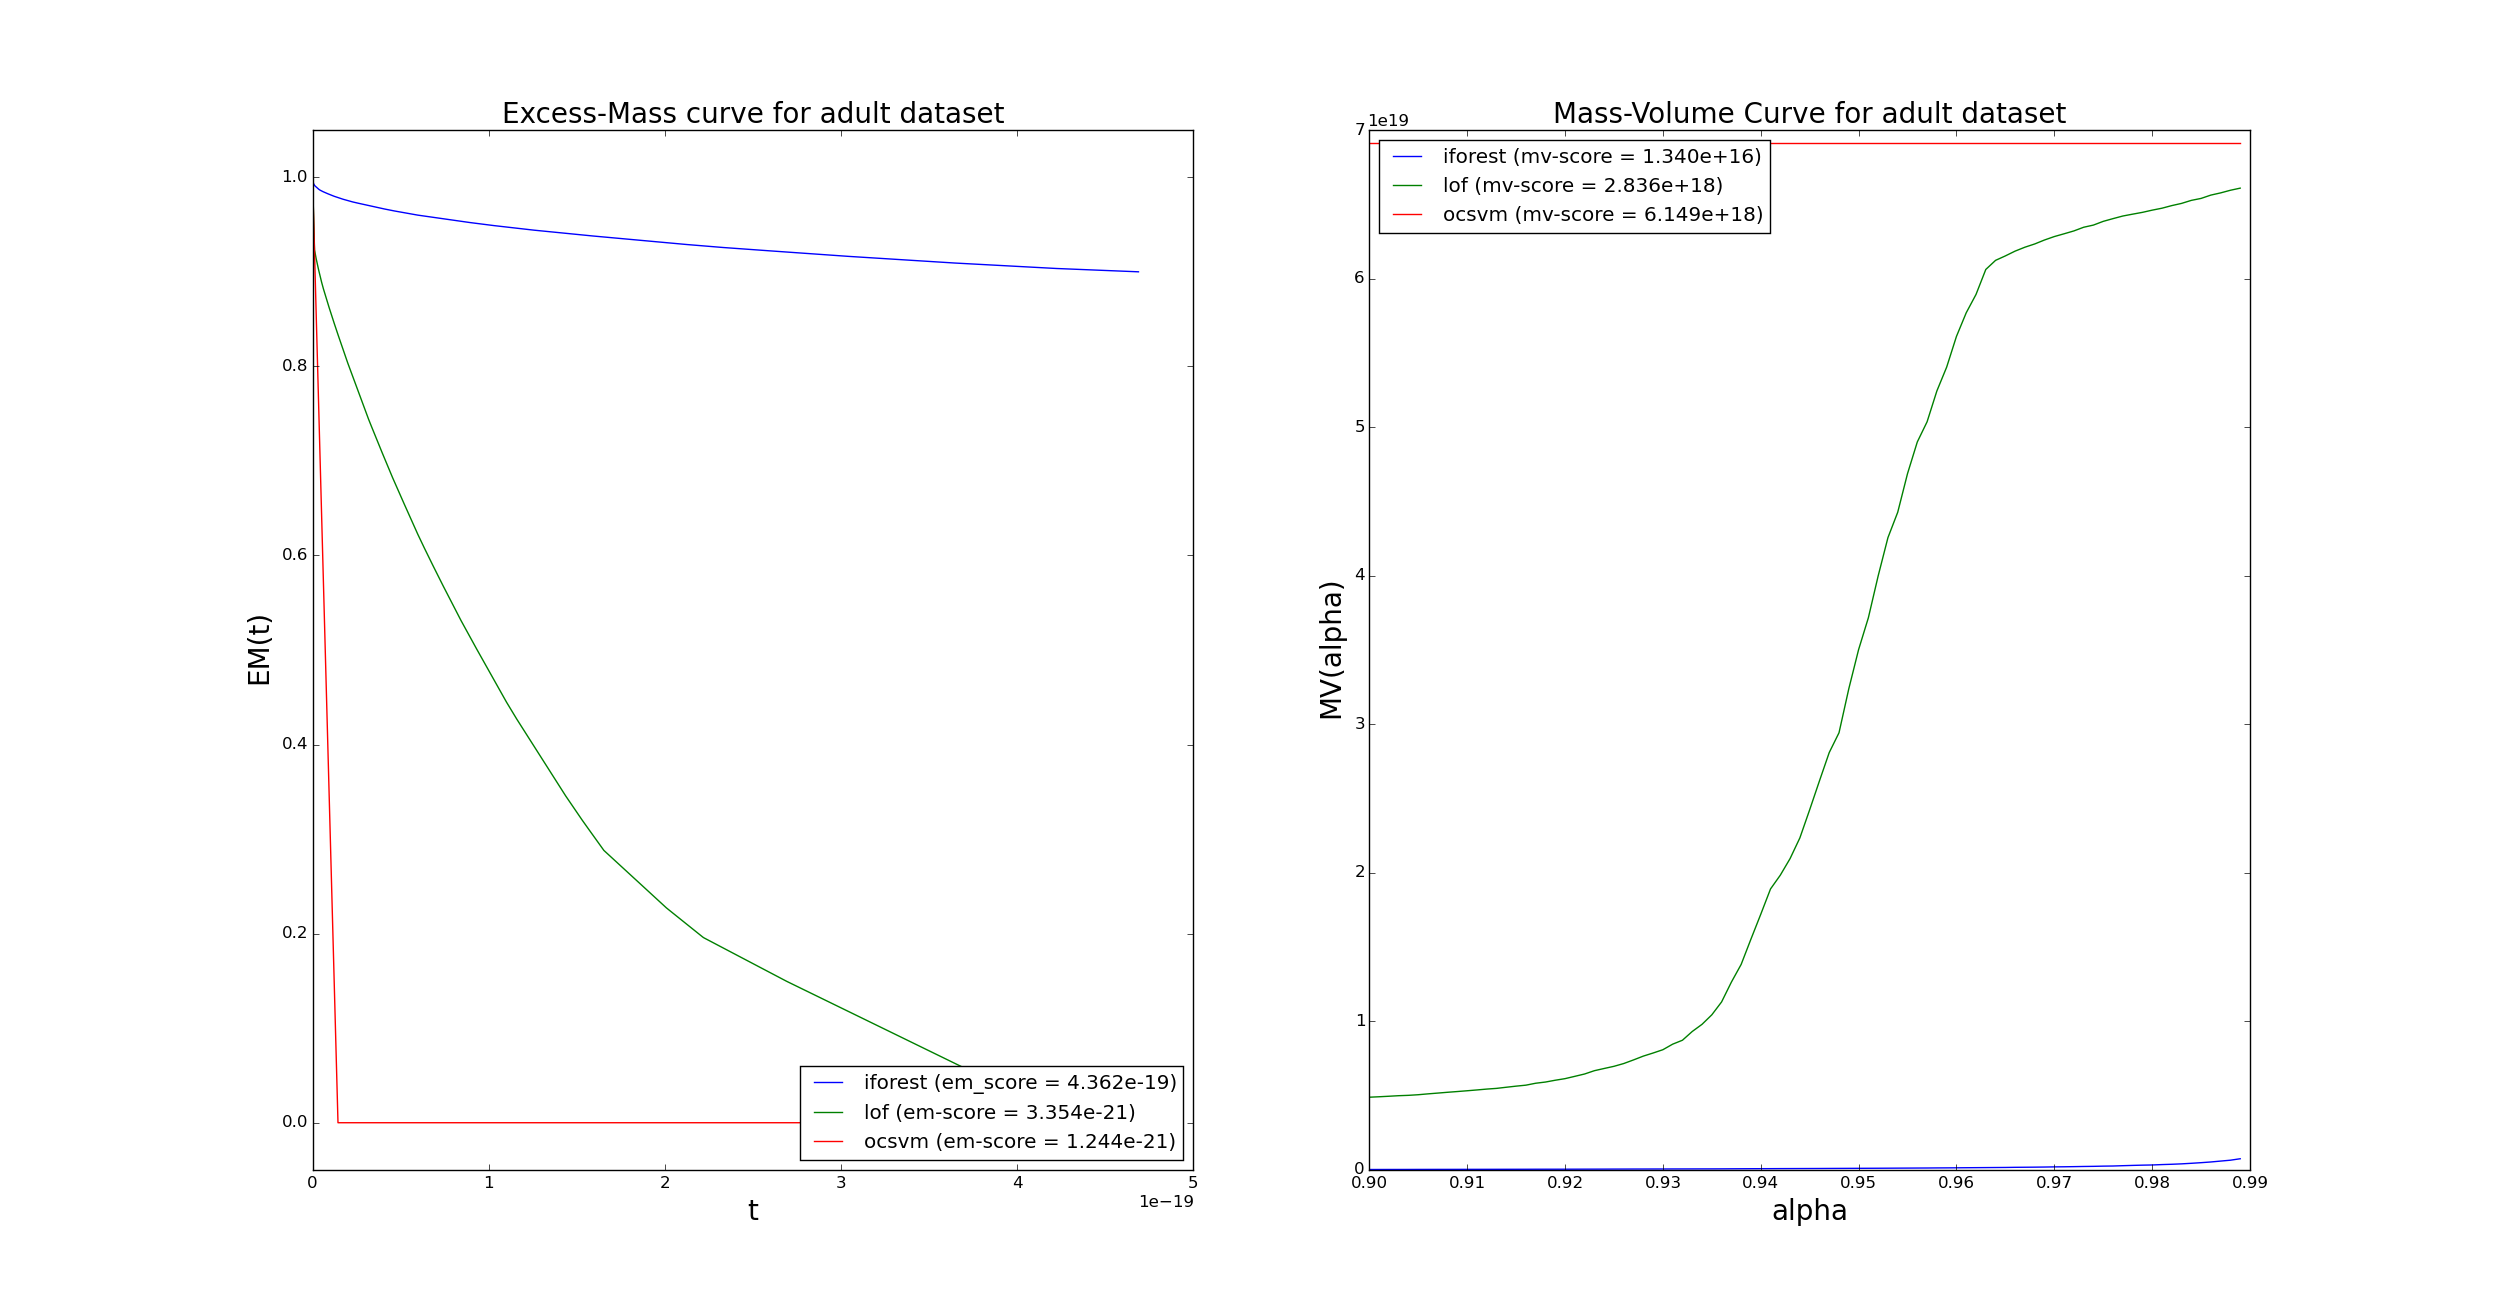 Excess-Mass curve for adult dataset
EM(t)
1.0
0.8
0.6
0.4
0.2
0.0
iforest (em_score = 4.362e-19)
lof (em-score = 3.354e-21)
ocsvm (em-score = 1.244e-21)
0 1 2 3 4 5
1e−19
t
Mass-Volume Curve for adult dataset
1e19
MV(alpha)
7
6
5
4
3
2
1
0
iforest (mv-score = 1.340e+16)
lof (mv-score = 2.836e+18)
ocsvm (mv-score = 6.149e+18)
0.90 0.91 0.92 0.93 0.94 0.95 0.96 0.97 0.98 0.99
alpha